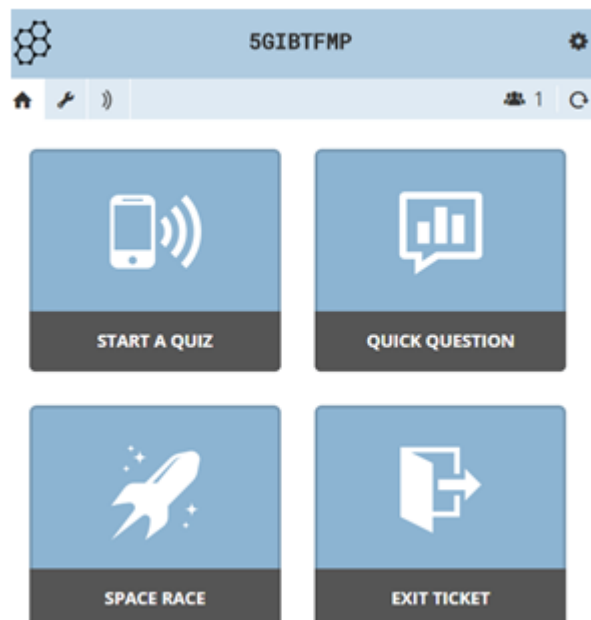 5GIBTFMP
1
START A QUIZ
QUICK QUESTION
SPACE RACE
EXIT TICKET